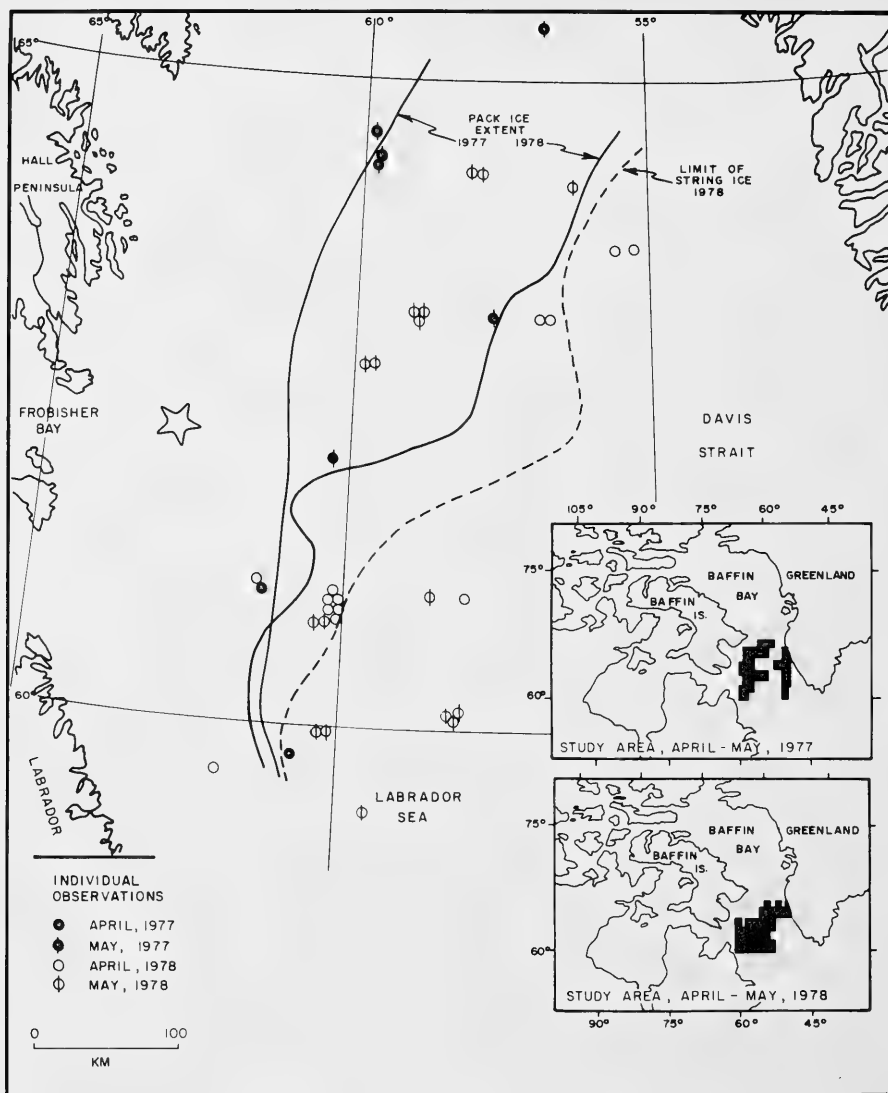 65°
60°
55°
65°
PACK ICE
EXTENT
1977 1978
LIMIT OF
STRING ICE
1978
HALL
PENINSULA
FROBISHER
BAY
DAVIS
STRAIT
60°
LABRADOR
LABRADOR
SEA
INDIVIDUAL
OBSERVATIONS
APRIL, 1977
MAY, 1977
APRIL, 1978
MAY, 1978
0 100
KM
105° 90° 75° 60° 45°
75°
BAFFIN
BAY
GREENLAND
BAFFIN
IS.
60°
STUDY AREA, APRIL - MAY, 1977
75°
BAFFIN
BAY
GREENLAND
BAFFIN
IS.
60°
STUDY AREA, APRIL - MAY, 1978
90° 75° 60° 45°